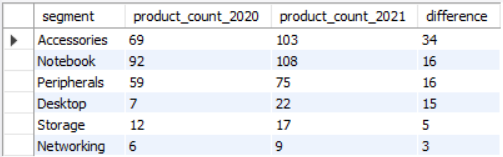 segment product_count_2020 product_count_2021 difference
Accessories 69 103 34
Notebook 92 108 16
Peripherals 59 75 16
Desktop 7 22 15
Storage 12 17 5
Networking 6 9 3